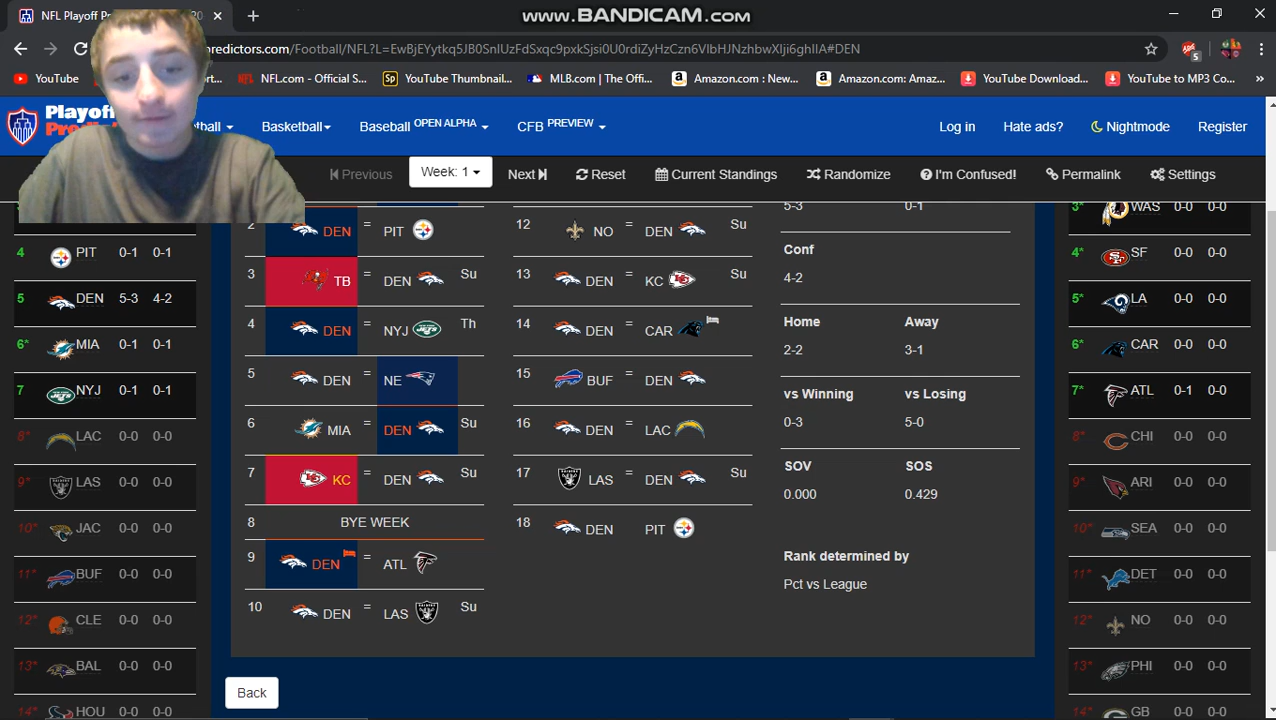 www.BANDICAM.com
NFL Playoff P 20
predictors.com/Football/NFL?L=EwBjEYytkq5JB0SnIUzFdSxqc9pxkSjsi0U0rdiZyHzCzn6VIbHJNzhbwXIji6ghIIA#DEN
5
YouTube ort... NFL.com - Official S... Sp YouTube Thumbnail... MLB.com | The Offi... Amazon.com : New... Amazon.com: Amaz... YouTube Download... YouTube to MP3 Co... »
Playoff
tball Basketball Baseball OPEN ALPHA CFB PREVIEW Log in Hate ads? Nightmode Register
Previous Week: 1 Next Reset Current Standings Randomize I'm Confused! Permalink Settings
4 PIT 0-1 0-1
5 DEN 5-3 4-2
6* MIA 0-1 0-1
7 NYJ 0-1 0-1
8* LAC 0-0 0-0
9* LAS 0-0 0-0
10* JAC 0-0 0-0
11* BUF 0-0 0-0
12* CLE 0-0 0-0
13* BAL 0-0 0-0
14* HOU 0-0 0-0
2 DEN = PIT
3 TB = DEN Su
4 DEN = NYJ Th
5 DEN = NE
6 MIA = DEN Su
7 KC = DEN Su
8 BYE WEEK
9 DEN = ATL
10 DEN = LAS Su
12 NO = DEN Su
13 DEN = KC Su
14 DEN = CAR
15 BUF = DEN
16 DEN = LAC
17 LAS = DEN Su
18 DEN PIT
5-3 0-1
Conf
4-2
Home Away
2-2 3-1
vs Winning vs Losing
0-3 5-0
SOV SOS
0.000 0.429
Rank determined by
Pct vs League
Back
3* WAS 0-0 0-0
4* SF 0-0 0-0
5* LA 0-0 0-0
6* CAR 0-0 0-0
7* ATL 0-1 0-0
8* CHI 0-0 0-0
9* ARI 0-0 0-0
10* SEA 0-0 0-0
11* DET 0-0 0-0
12* NO 0-0 0-0
13* PHI 0-0 0-0
14* GB 0-0 0-0